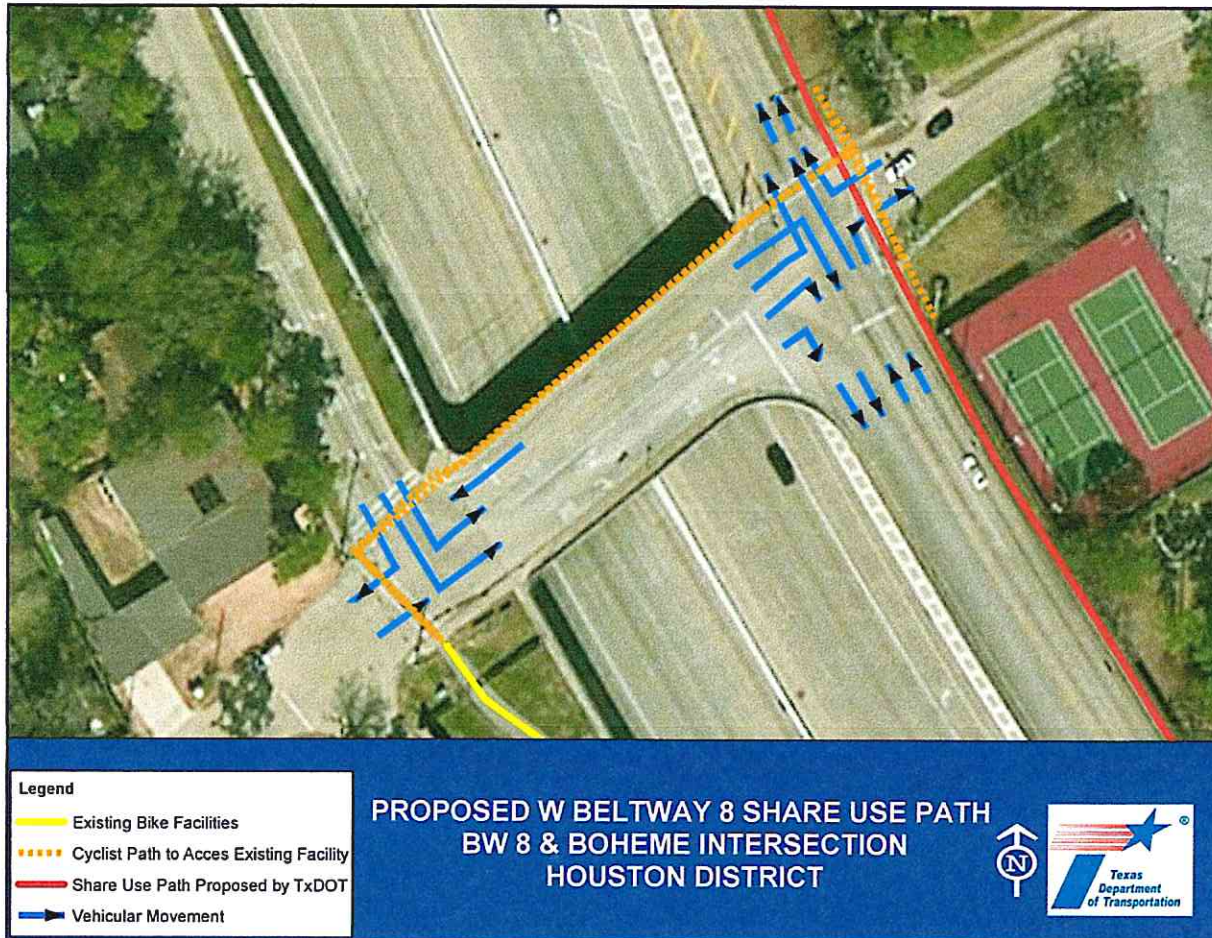 Legend
Existing Bike Facilities
Cyclist Path to Acces Existing Facility
Share Use Path Proposed by TxDOT
Vehicular Movement
PROPOSED W BELTWAY 8 SHARE USE PATH
BW 8 & BOHEME INTERSECTION
HOUSTON DISTRICT
N
®
Texas
Department
of Transportation